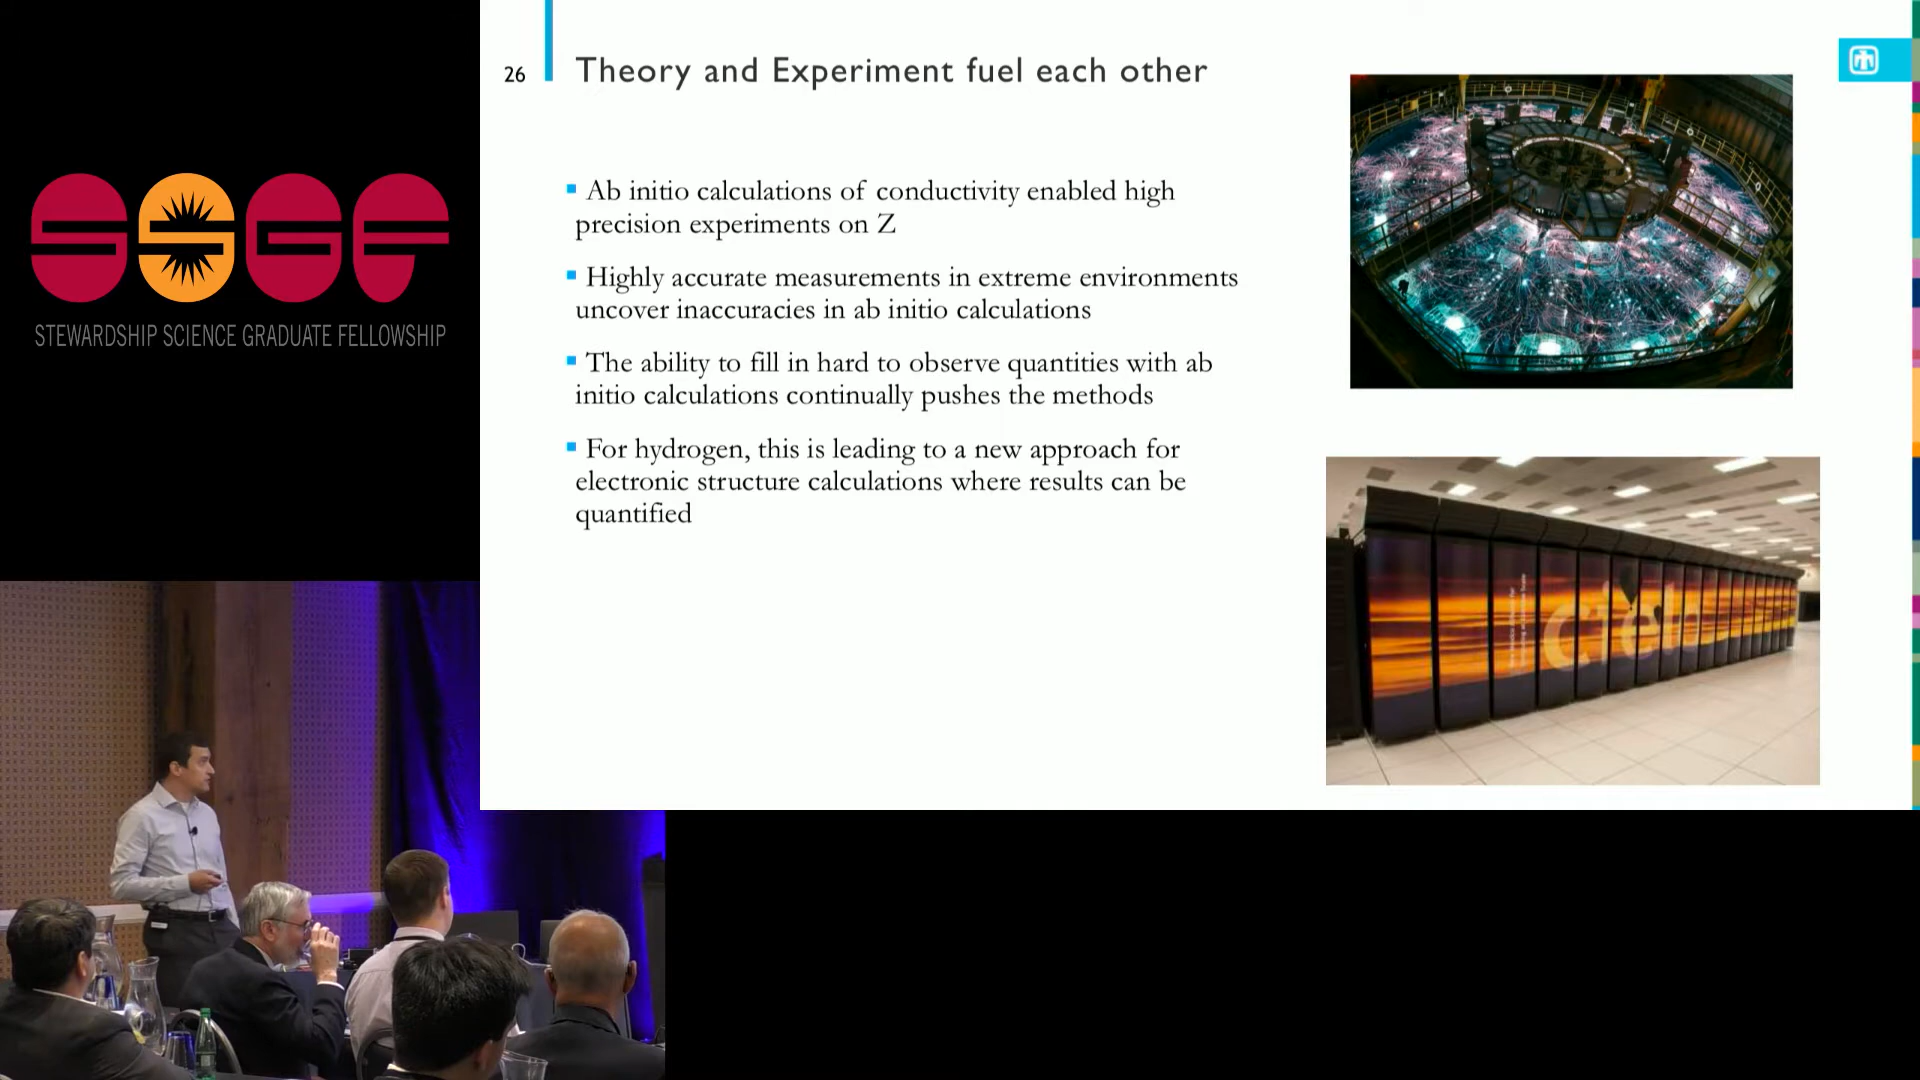 SSGF
STEWARDSHIP SCIENCE GRADUATE FELLOWSHIP
26
Theory and Experiment fuel each other
▪ Ab initio calculations of conductivity enabled high
precision experiments on Z
▪ Highly accurate measurements in extreme environments
uncover inaccuracies in ab initio calculations
▪ The ability to fill in hard to observe quantities with ab
initio calculations continually pushes the methods
▪ For hydrogen, this is leading to a new approach for
electronic structure calculations where results can be
quantified
cielo